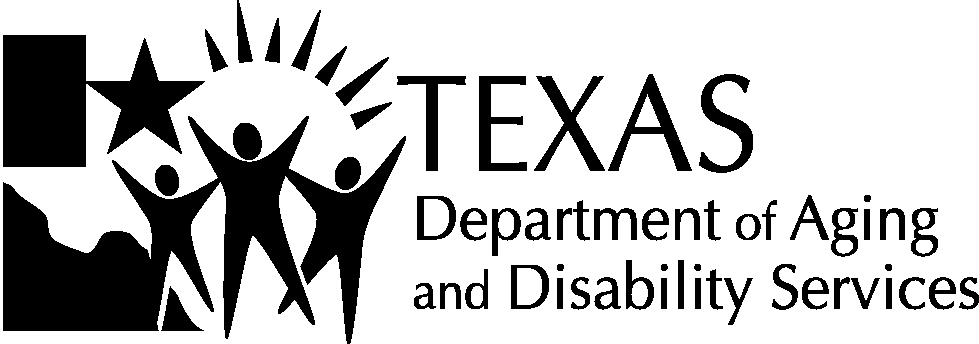 TEXAS
Department of Aging
and Disability Services